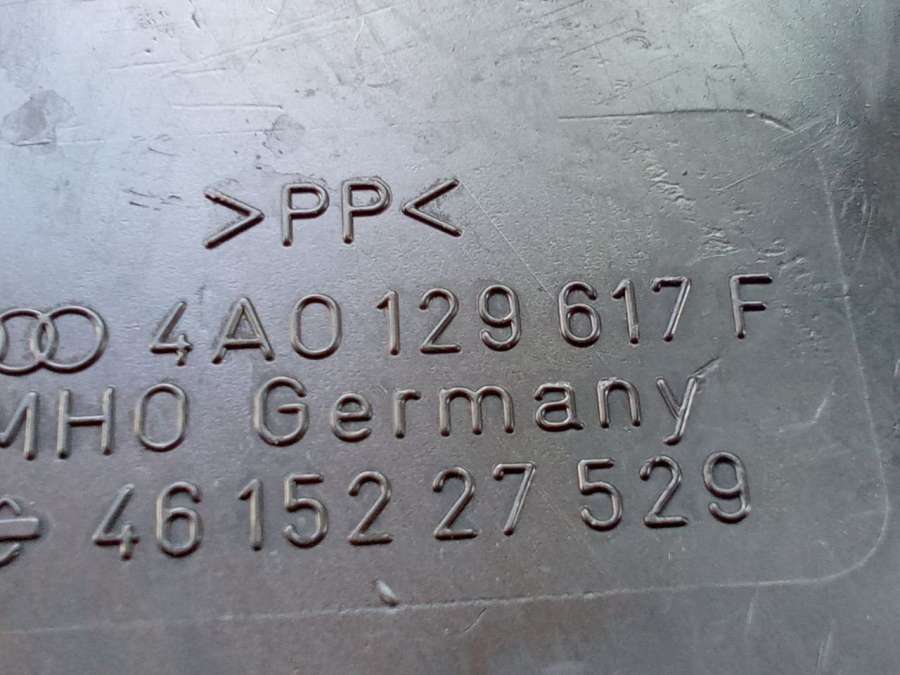 >PP<
4A0 129 617 F
MHO Germany
46 152 27 529